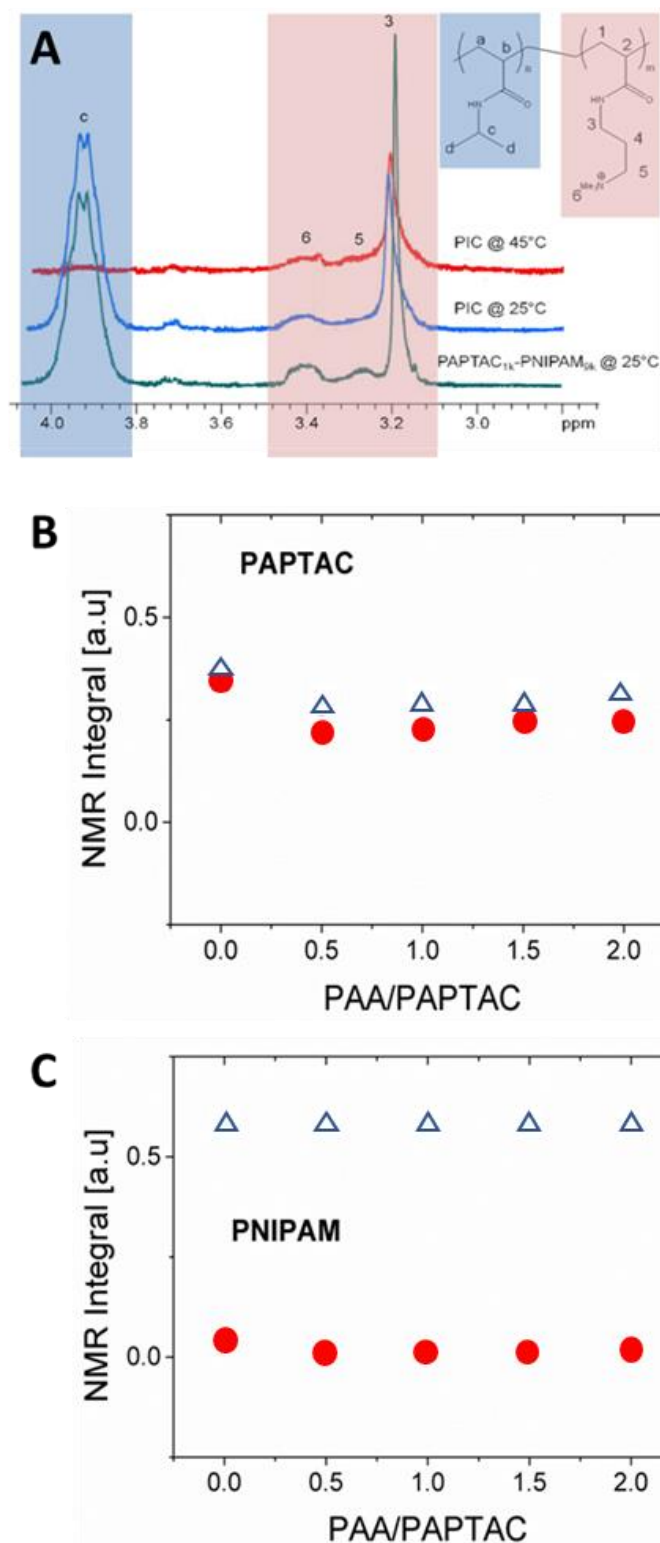 A
3
c
6
5
PIC @ 45°C
PIC @ 25°C
PAPTAC1k-PNIPAM9k @ 25°C
4.0 3.8 3.6 3.4 3.2 3.0 ppm
a b n
HN O
c
d d
1 2 m
HN O
3 4
5
6 Me3N ⊕
B
PAPTAC
0.5
0.0
NMR Integral [a.u]
0.0 0.5 1.0 1.5 2.0
PAA/PAPTAC
C
0.5
PNIPAM
0.0
NMR Integral [a.u]
0.0 0.5 1.0 1.5 2.0
PAA/PAPTAC